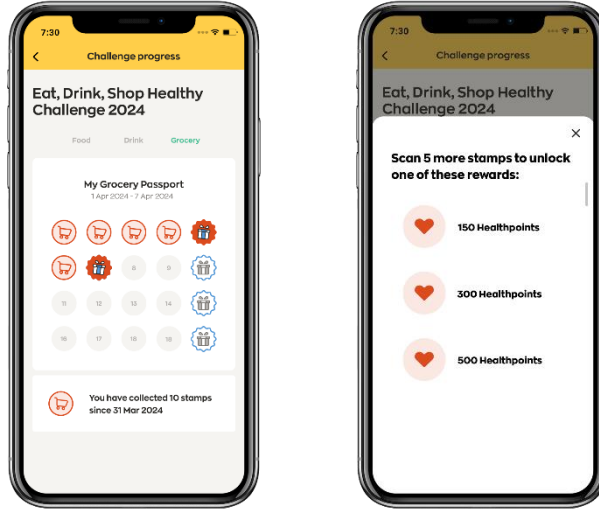 7:30
Challenge progress
Eat, Drink, Shop Healthy
Challenge 2024
Food Drink Grocery
My Grocery Passport
1 Apr 2024 - 7 Apr 2024
8 9
11 12 13 14
16 17 18 19
You have collected 10 stamps
since 31 Mar 2024
7:30
Challenge progress
Eat, Drink, Shop Healthy
Challenge 2024
Scan 5 more stamps to unlock
one of these rewards:
150 Healthpoints
300 Healthpoints
500 Healthpoints